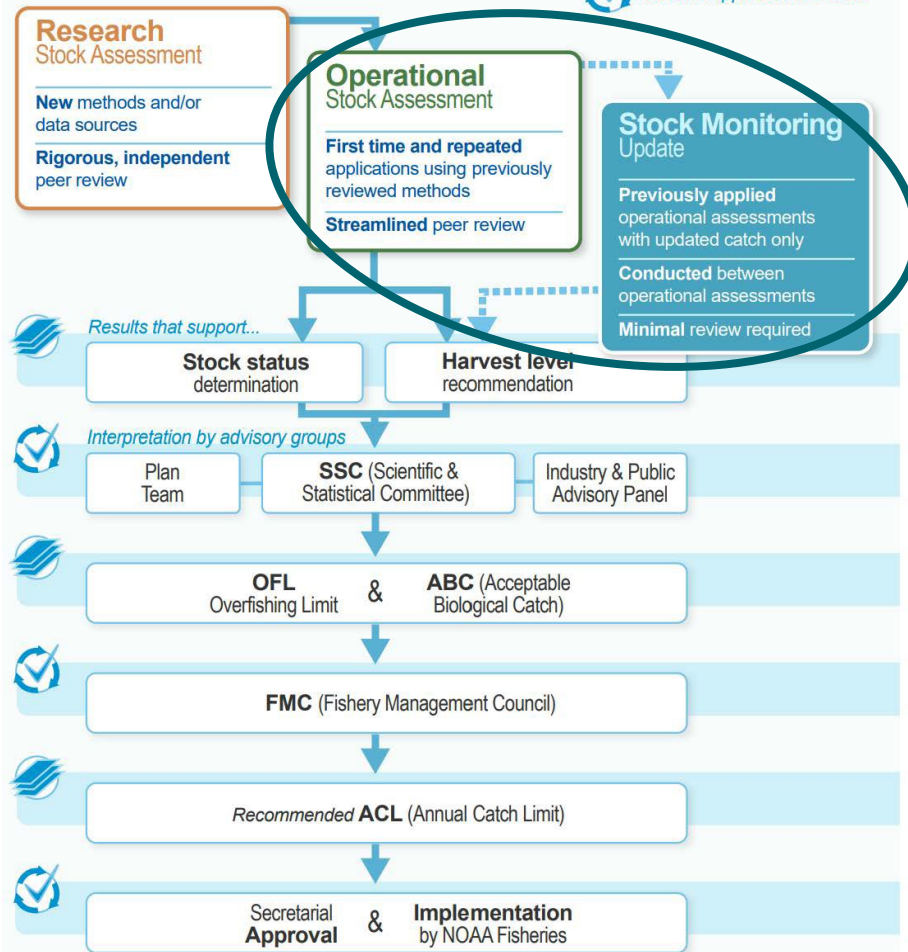 Research
Stock Assessment
New methods and/or
data sources
Rigorous, independent
peer review
Operational
Stock Assessment
First time and repeated
applications using previously
reviewed methods
Streamlined peer review
Stock Monitoring
Update
Previously applied
operational assessments
with updated catch only
Conducted between
operational assessments
Minimal review required
Results that support...
Stock status
determination
Harvest level
recommendation
Interpretation by advisory groups
Plan
Team
SSC (Scientific &
Statistical Committee)
Industry & Public
Advisory Panel
OFL
Overfishing Limit
&
ABC (Acceptable
Biological Catch)
FMC (Fishery Management Council)
Recommended ACL (Annual Catch Limit)
Secretarial
Approval
&
Implementation
by NOAA Fisheries